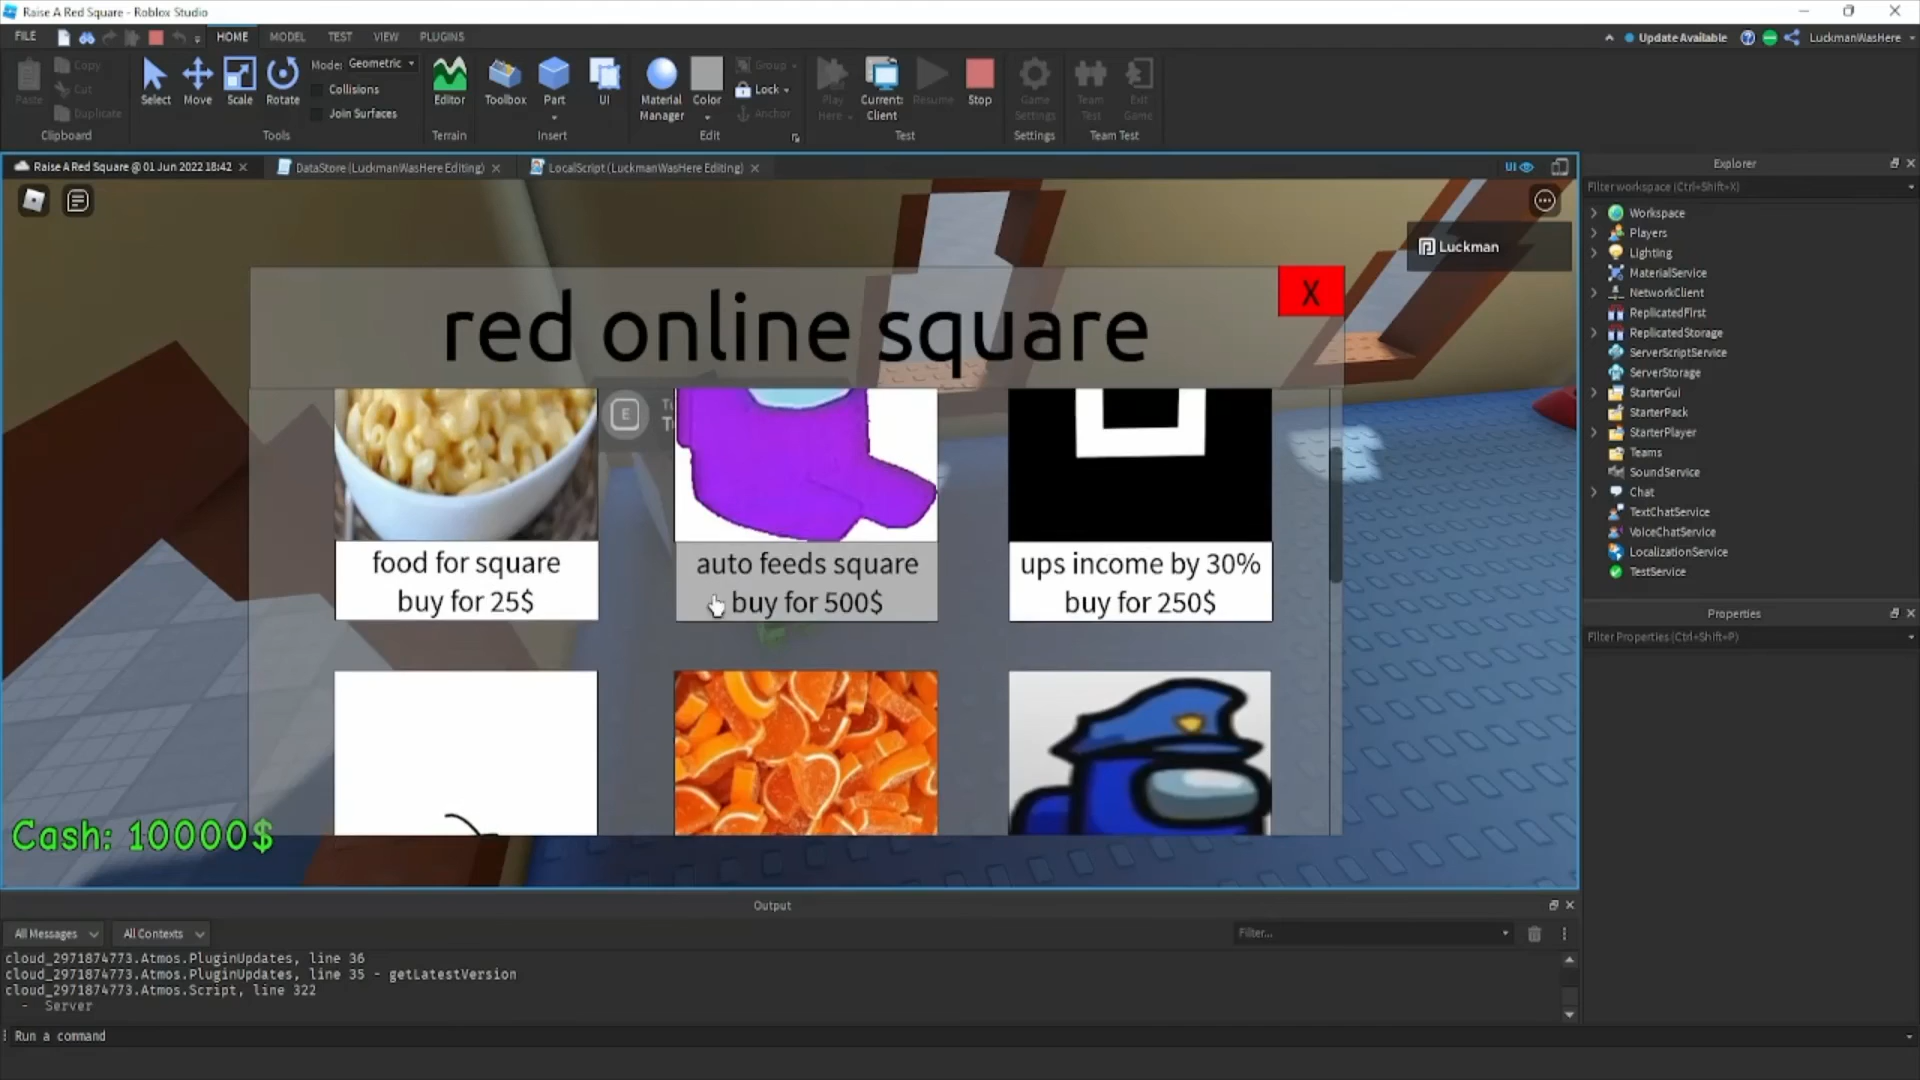 Raise A Red Square - Roblox Studio
FILE
HOME
MODEL
TEST
VIEW
PLUGINS
Update Available
LuckmanWasHere
Paste
Copy
Cut
Duplicate
Clipboard
Select
Move
Scale
Rotate
Mode: Geometric
Collisions
Join Surfaces
Tools
Editor
Terrain
Toolbox
Part
UI
Insert
Material
Manager
Color
Group
Lock
Anchor
Edit
Play
Here
Current:
Client
Resume
Stop
Test
Game
Settings
Settings
Team
Test
Exit
Game
Team Test
Raise A Red Square @ 01 Jun 2022 18:42
DataStore (LuckmanWasHere Editing)
LocalScript (LuckmanWasHere Editing)
UI
Luckman
red online square
X
E
food for square
buy for 25$
auto feeds square
buy for 500$
ups income by 30%
buy for 250$
Cash: 10000$
Explorer
Filter workspace (Ctrl+Shift+X)
Workspace
Players
Lighting
MaterialService
NetworkClient
ReplicatedFirst
ReplicatedStorage
ServerScriptService
ServerStorage
StarterGui
StarterPack
StarterPlayer
Teams
SoundService
Chat
TextChatService
VoiceChatService
LocalizationService
TestService
Properties
Filter Properties (Ctrl+Shift+P)
Output
All Messages
All Contexts
Filter...
cloud_2971874773.Atmos.PluginUpdates, line 36
cloud_2971874773.Atmos.PluginUpdates, line 35 - getLatestVersion
cloud_2971874773.Atmos.Script, line 322
- Server
Run a command